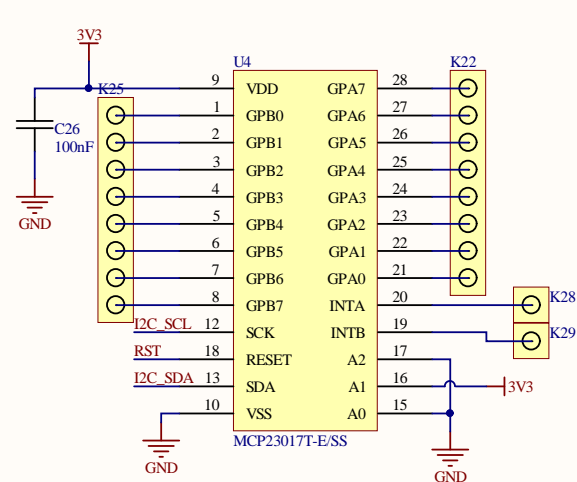 3V3
U4
K22
K25
9 VDD GPA7 28
1 GPB0 GPA6 27
2 GPB1 GPA5 26
3 GPB2 GPA4 25
4 GPB3 GPA3 24
5 GPB4 GPA2 23
6 GPB5 GPA1 22
7 GPB6 GPA0 21
8 GPB7 INTA 20
I2C_SCL 12 SCK INTB 19
RST 18 RESET A2 17
I2C_SDA 13 SDA A1 16 3V3
10 VSS A0 15
C26
100nF
GND
K28
K29
MCP23017T-E/SS
GND
GND